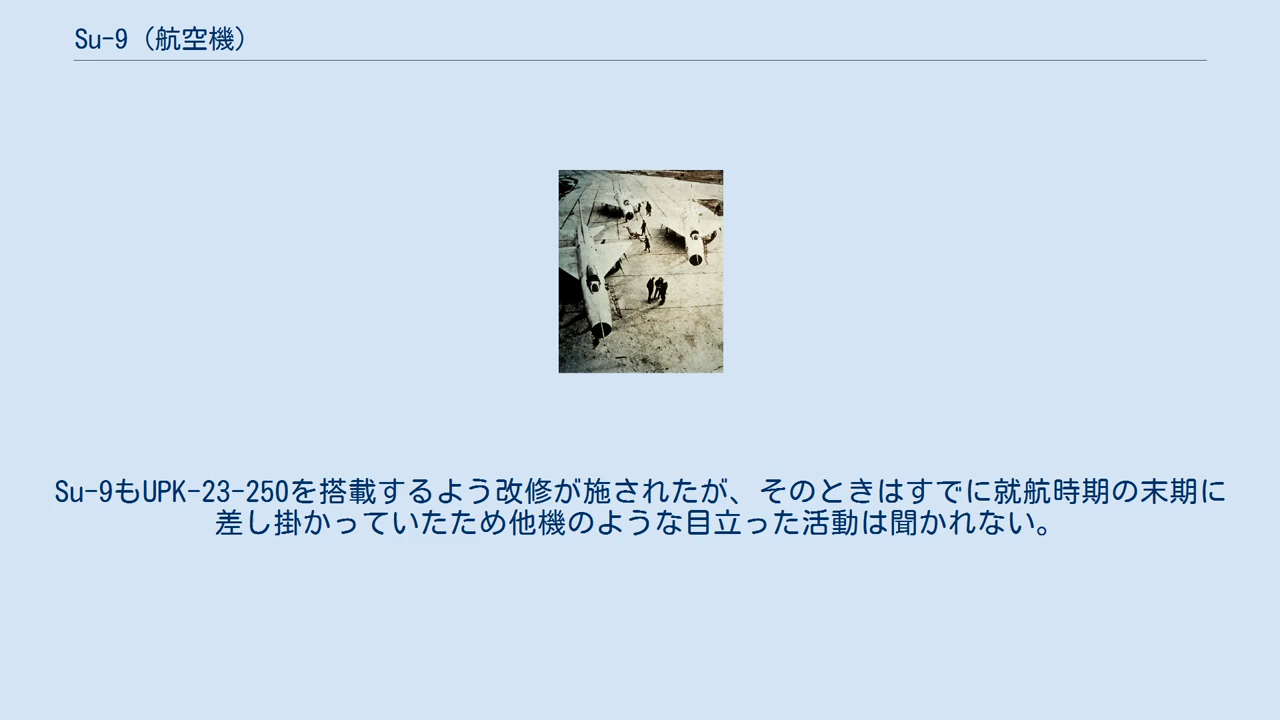 Su-9（航空機）
Su-9もUPK-23-250を搭載するよう改修が施されたが、そのときはすでに就航時期の末期に
差し掛かっていたため他機のような目立った活動は聞かれない。